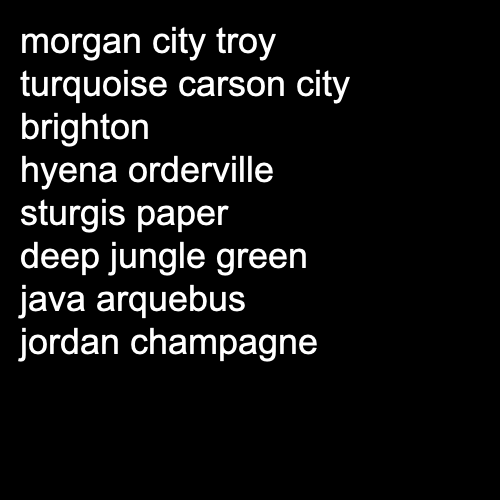 morgan city troy
turquoise carson city
brighton
hyena orderville
sturgis paper
deep jungle green
java arquebus
jordan champagne